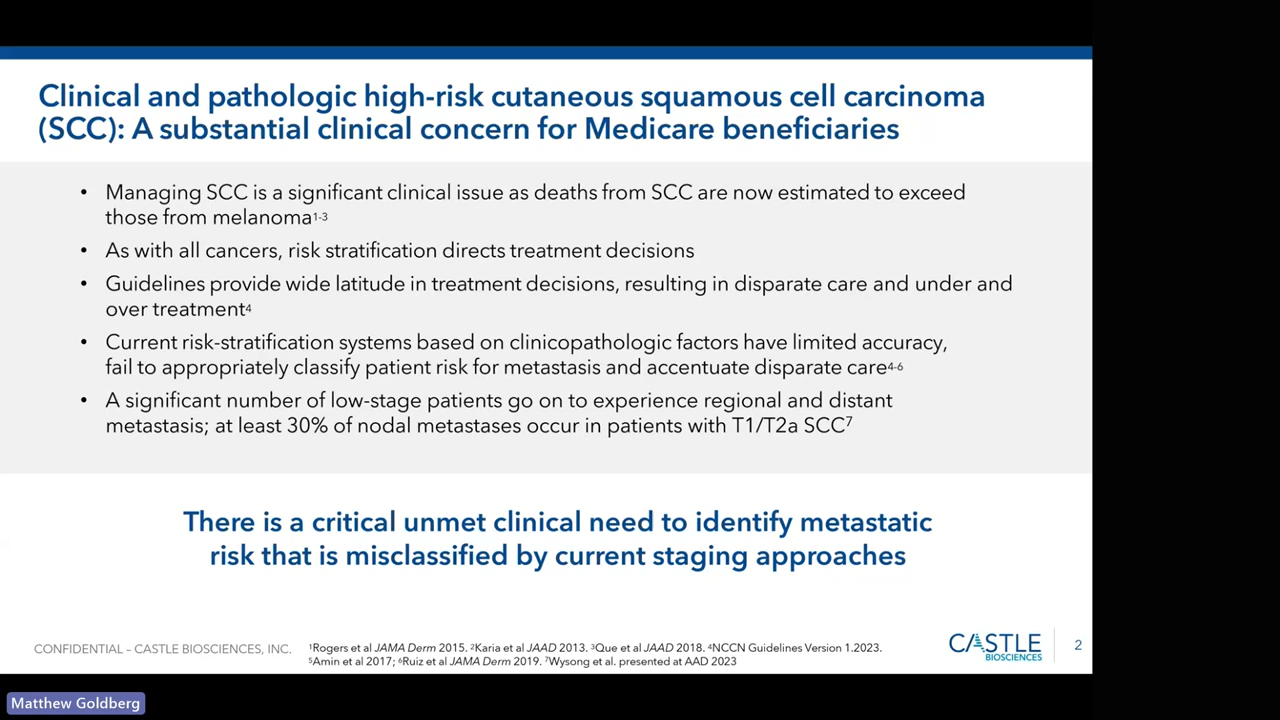 Clinical and pathologic high-risk cutaneous squamous cell carcinoma
(SCC): A substantial clinical concern for Medicare beneficiaries
• Managing SCC is a significant clinical issue as deaths from SCC are now estimated to exceed
those from melanoma1-3
• As with all cancers, risk stratification directs treatment decisions
• Guidelines provide wide latitude in treatment decisions, resulting in disparate care and under and
over treatment4
• Current risk-stratification systems based on clinicopathologic factors have limited accuracy,
fail to appropriately classify patient risk for metastasis and accentuate disparate care4-6
• A significant number of low-stage patients go on to experience regional and distant
metastasis; at least 30% of nodal metastases occur in patients with T1/T2a SCC7
There is a critical unmet clinical need to identify metastatic
risk that is misclassified by current staging approaches
CONFIDENTIAL – CASTLE BIOSCIENCES, INC.
1Rogers et al JAMA Derm 2015. 2Karia et al JAAD 2013. 3Que et al JAAD 2018. 4NCCN Guidelines Version 1.2023.
5Amin et al 2017; 6Ruiz et al JAMA Derm 2019. 7Wysong et al. presented at AAD 2023
CASTLE
BIOSCIENCES
2
Matthew Goldberg